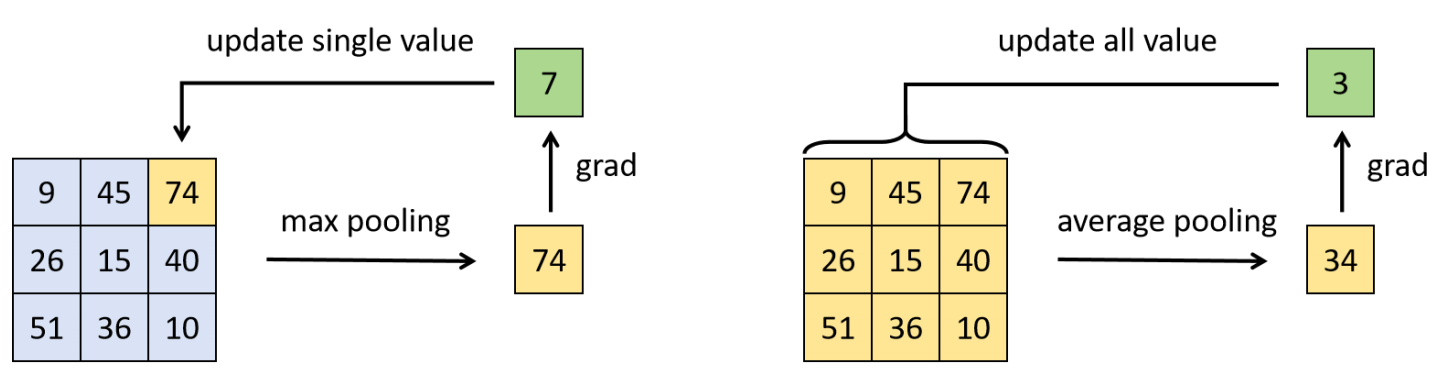 update single value
7
grad
9 45 74
26 15 40
51 36 10
max pooling
74
update all value
3
grad
9 45 74
26 15 40
51 36 10
average pooling
34